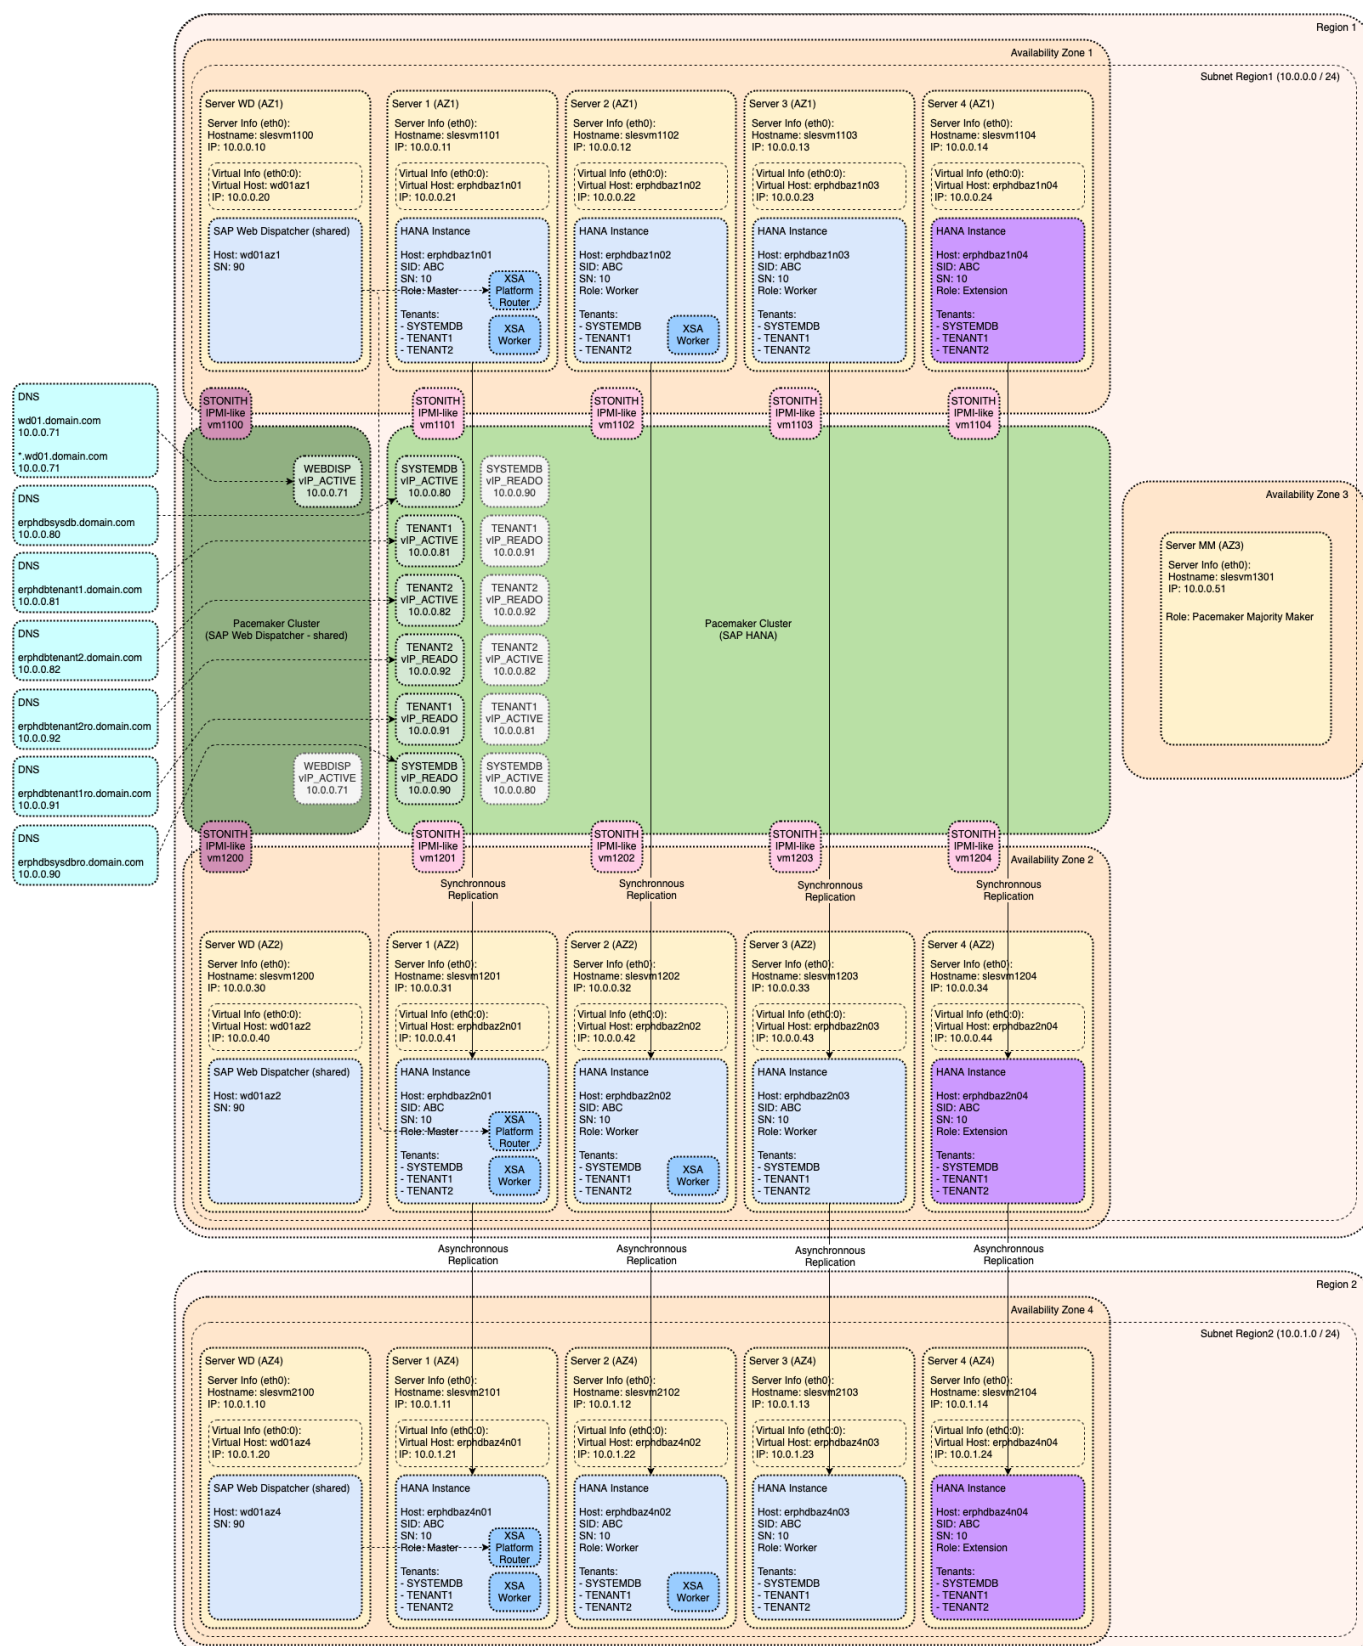 Region 1
Availability Zone 1
Subnet Region1 (10.0.0.0 / 24)
Server WD (AZ1)
Server Info (eth0):
Hostname: slesvm1100
IP: 10.0.0.10
Virtual Info (eth0:0):
Virtual Host: wd01az1
IP: 10.0.0.20
SAP Web Dispatcher (shared)
Host: wd01az1
SN: 90
Server 1 (AZ1)
Server Info (eth0):
Hostname: slesvm1101
IP: 10.0.0.11
Virtual Info (eth0:0):
Virtual Host: erphdbaz1n01
IP: 10.0.0.21
HANA Instance
Host: erphdbaz1n01
SID: ABC
SN: 10
Role: Master
Tenants:
- SYSTEMDB
- TENANT1
- TENANT2
XSA
Platform
Router
XSA
Worker
Server 2 (AZ1)
Server Info (eth0):
Hostname: slesvm1102
IP: 10.0.0.12
Virtual Info (eth0:0):
Virtual Host: erphdbaz1n02
IP: 10.0.0.22
HANA Instance
Host: erphdbaz1n02
SID: ABC
SN: 10
Role: Worker
Tenants:
- SYSTEMDB
- TENANT1
- TENANT2
XSA
Worker
Server 3 (AZ1)
Server Info (eth0):
Hostname: slesvm1103
IP: 10.0.0.13
Virtual Info (eth0:0):
Virtual Host: erphdbaz1n03
IP: 10.0.0.23
HANA Instance
Host: erphdbaz1n03
SID: ABC
SN: 10
Role: Worker
Tenants:
- SYSTEMDB
- TENANT1
- TENANT2
Server 4 (AZ1)
Server Info (eth0):
Hostname: slesvm1104
IP: 10.0.0.14
Virtual Info (eth0:0):
Virtual Host: erphdbaz1n04
IP: 10.0.0.24
HANA Instance
Host: erphdbaz1n04
SID: ABC
SN: 10
Role: Extension
Tenants:
- SYSTEMDB
- TENANT1
- TENANT2
STONITH
IPMI-like
vm1100
STONITH
IPMI-like
vm1101
STONITH
IPMI-like
vm1102
STONITH
IPMI-like
vm1103
STONITH
IPMI-like
vm1104
DNS
wd01.domain.com
10.0.0.71
*.wd01.domain.com
10.0.0.71
DNS
erphdbsysdb.domain.com
10.0.0.80
DNS
erphdbtenant1.domain.com
10.0.0.81
DNS
erphdbtenant2.domain.com
10.0.0.82
DNS
erphdbtenant2ro.domain.com
10.0.0.92
DNS
erphdbtenant1ro.domain.com
10.0.0.91
DNS
erphdbsysdbro.domain.com
10.0.0.90
WEBDISP
vIP_ACTIVE
10.0.0.71
Pacemaker Cluster
(SAP Web Dispatcher - shared)
WEBDISP
vIP_ACTIVE
10.0.0.71
SYSTEMDB
vIP_ACTIVE
10.0.0.80
SYSTEMDB
vIP_READO
10.0.0.90
TENANT1
vIP_ACTIVE
10.0.0.81
TENANT1
vIP_READO
10.0.0.91
TENANT2
vIP_ACTIVE
10.0.0.82
TENANT2
vIP_READO
10.0.0.92
TENANT2
vIP_READO
10.0.0.92
TENANT2
vIP_ACTIVE
10.0.0.82
TENANT1
vIP_READO
10.0.0.91
TENANT1
vIP_ACTIVE
10.0.0.81
SYSTEMDB
vIP_READO
10.0.0.90
SYSTEMDB
vIP_ACTIVE
10.0.0.80
Pacemaker Cluster
(SAP HANA)
Availability Zone 3
Server MM (AZ3)
Server Info (eth0):
Hostname: slesvm1301
IP: 10.0.0.51
Role: Pacemaker Majority Maker
STONITH
IPMI-like
vm1200
STONITH
IPMI-like
vm1201
STONITH
IPMI-like
vm1202
STONITH
IPMI-like
vm1203
STONITH
IPMI-like
vm1204
Availability Zone 2
Synchronnous
Replication
Synchronnous
Replication
Synchronnous
Replication
Synchronnous
Replication
Server WD (AZ2)
Server Info (eth0):
Hostname: slesvm1200
IP: 10.0.0.30
Virtual Info (eth0:0):
Virtual Host: wd01az2
IP: 10.0.0.40
SAP Web Dispatcher (shared)
Host: wd01az2
SN: 90
Server 1 (AZ2)
Server Info (eth0):
Hostname: slesvm1201
IP: 10.0.0.31
Virtual Info (eth0:0):
Virtual Host: erphdbaz2n01
IP: 10.0.0.41
HANA Instance
Host: erphdbaz2n01
SID: ABC
SN: 10
Role: Master
Tenants:
- SYSTEMDB
- TENANT1
- TENANT2
XSA
Platform
Router
XSA
Worker
Server 2 (AZ2)
Server Info (eth0):
Hostname: slesvm1202
IP: 10.0.0.32
Virtual Info (eth0:0):
Virtual Host: erphdbaz2n02
IP: 10.0.0.42
HANA Instance
Host: erphdbaz2n02
SID: ABC
SN: 10
Role: Worker
Tenants:
- SYSTEMDB
- TENANT1
- TENANT2
XSA
Worker
Server 3 (AZ2)
Server Info (eth0):
Hostname: slesvm1203
IP: 10.0.0.33
Virtual Info (eth0:0):
Virtual Host: erphdbaz2n03
IP: 10.0.0.43
HANA Instance
Host: erphdbaz2n03
SID: ABC
SN: 10
Role: Worker
Tenants:
- SYSTEMDB
- TENANT1
- TENANT2
Server 4 (AZ2)
Server Info (eth0):
Hostname: slesvm1204
IP: 10.0.0.34
Virtual Info (eth0:0):
Virtual Host: erphdbaz2n04
IP: 10.0.0.44
HANA Instance
Host: erphdbaz2n04
SID: ABC
SN: 10
Role: Extension
Tenants:
- SYSTEMDB
- TENANT1
- TENANT2
Asynchronnous
Replication
Asynchronnous
Replication
Asynchronnous
Replication
Asynchronnous
Replication
Region 2
Availability Zone 4
Subnet Region2 (10.0.1.0 / 24)
Server WD (AZ4)
Server Info (eth0):
Hostname: slesvm2100
IP: 10.0.1.10
Virtual Info (eth0:0):
Virtual Host: wd01az4
IP: 10.0.1.20
SAP Web Dispatcher (shared)
Host: wd01az4
SN: 90
Server 1 (AZ4)
Server Info (eth0):
Hostname: slesvm2101
IP: 10.0.1.11
Virtual Info (eth0:0):
Virtual Host: erphdbaz4n01
IP: 10.0.1.21
HANA Instance
Host: erphdbaz4n01
SID: ABC
SN: 10
Role: Master
Tenants:
- SYSTEMDB
- TENANT1
- TENANT2
XSA
Platform
Router
XSA
Worker
Server 2 (AZ4)
Server Info (eth0):
Hostname: slesvm2102
IP: 10.0.1.12
Virtual Info (eth0:0):
Virtual Host: erphdbaz4n02
IP: 10.0.1.22
HANA Instance
Host: erphdbaz4n02
SID: ABC
SN: 10
Role: Worker
Tenants:
- SYSTEMDB
- TENANT1
- TENANT2
XSA
Worker
Server 3 (AZ4)
Server Info (eth0):
Hostname: slesvm2103
IP: 10.0.1.13
Virtual Info (eth0:0):
Virtual Host: erphdbaz4n03
IP: 10.0.1.23
HANA Instance
Host: erphdbaz4n03
SID: ABC
SN: 10
Role: Worker
Tenants:
- SYSTEMDB
- TENANT1
- TENANT2
Server 4 (AZ4)
Server Info (eth0):
Hostname: slesvm2104
IP: 10.0.1.14
Virtual Info (eth0:0):
Virtual Host: erphdbaz4n04
IP: 10.0.1.24
HANA Instance
Host: erphdbaz4n04
SID: ABC
SN: 10
Role: Extension
Tenants:
- SYSTEMDB
- TENANT1
- TENANT2